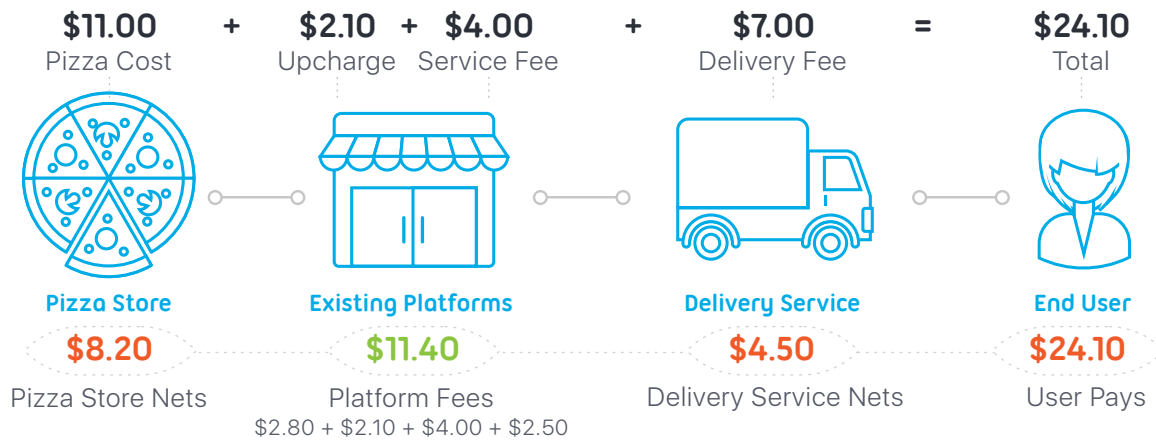 $11.00 + $2.10 + $4.00 + $7.00 = $24.10
Pizza Cost Upcharge Service Fee Delivery Fee Total
Pizza Store Existing Platforms Delivery Service End User
$8.20 $11.40 $4.50 $24.10
Pizza Store Nets Platform Fees Delivery Service Nets User Pays
$2.80 + $2.10 + $4.00 + $2.50